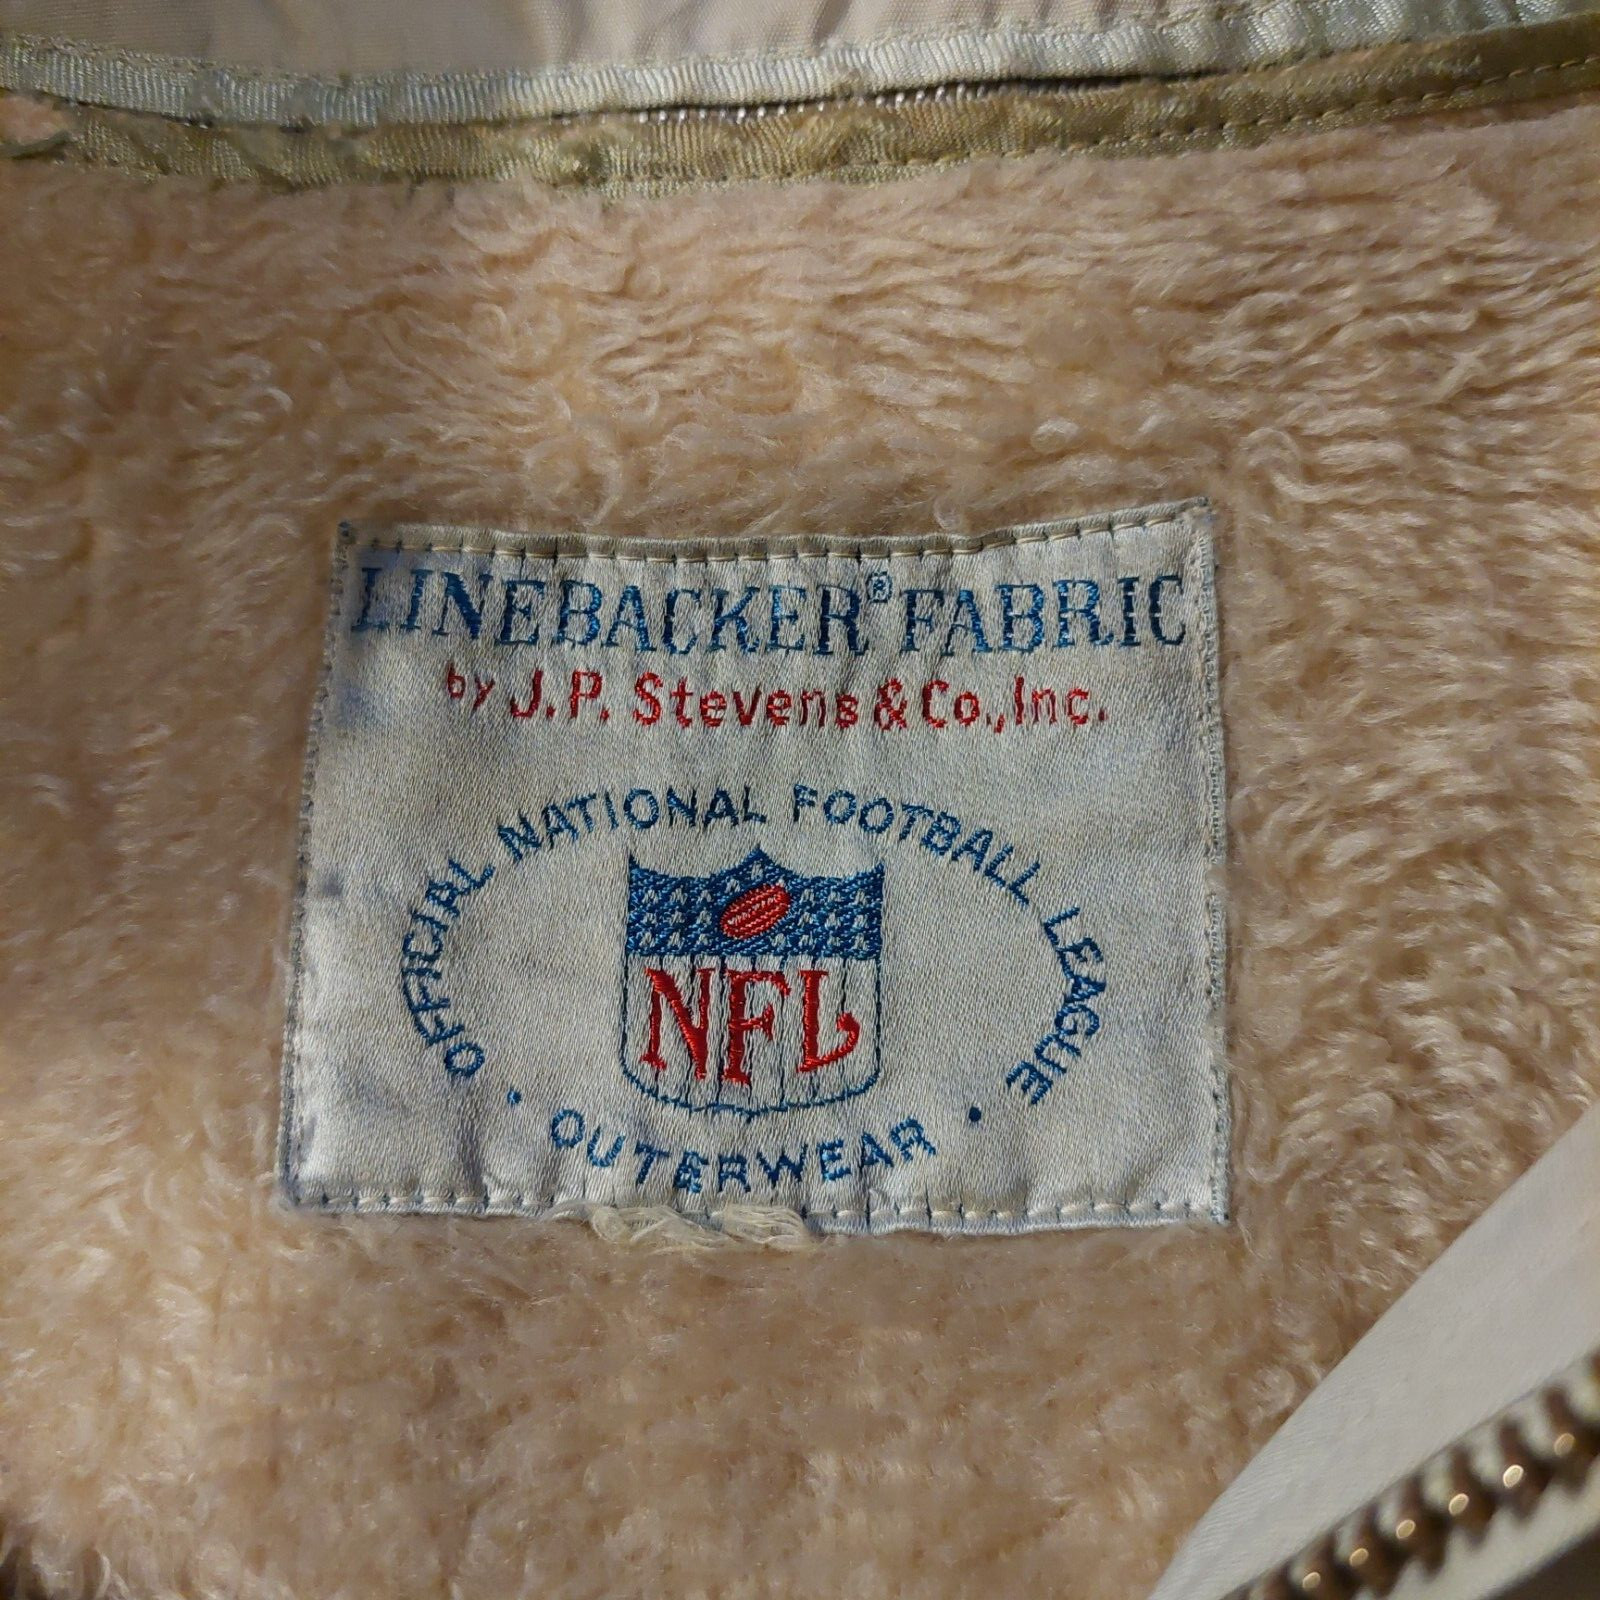 LINEBACKER® FABRIC
by J.P. Stevens & Co., Inc.
OFFICIAL NATIONAL FOOTBALL LEAGUE
NFL
• OUTERWEAR •